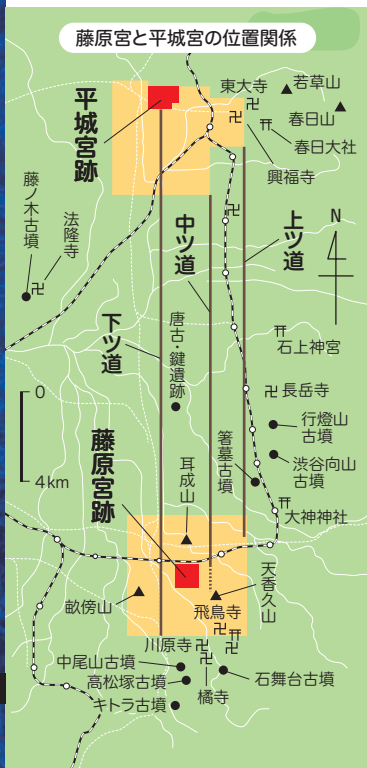 藤原宮と平城宮の位置関係
平城宮跡
東大寺
若草山
春日山
春日大社
興福寺
藤ノ木古墳
法隆寺
中ツ道
上ツ道
N
下ツ道
唐古・鍵遺跡
石上神宮
0
4km
長岳寺
行燈山
古墳
渋谷向山
古墳
箸墓古墳
藤原宮跡
耳成山
大神神社
天香久山
畝傍山
飛鳥寺
川原寺
中尾山古墳
高松塚古墳
キトラ古墳
橘寺
石舞台古墳